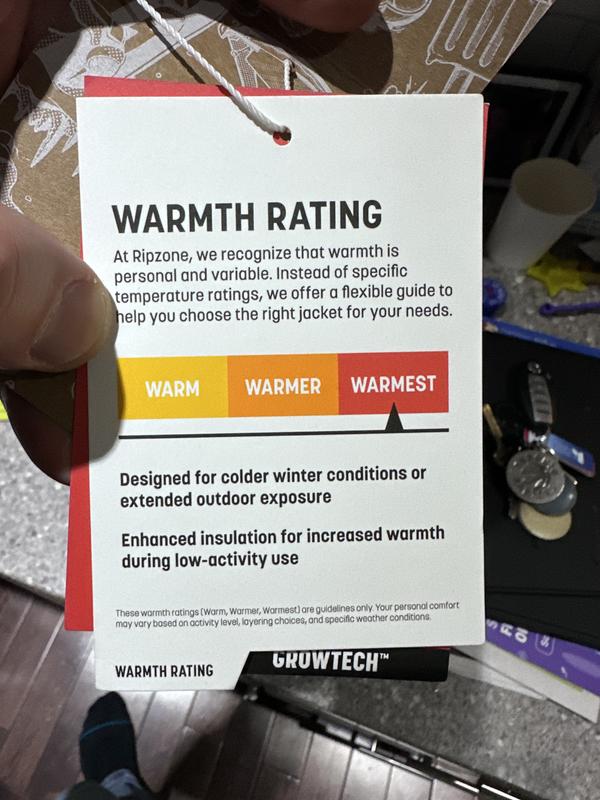 WARMTH RATING
At Ripzone, we recognize that warmth is
personal and variable. Instead of specific
temperature ratings, we offer a flexible guide to
help you choose the right jacket for your needs.
WARM WARMER WARMEST
Designed for colder winter conditions or
extended outdoor exposure
Enhanced insulation for increased warmth
during low-activity use
These warmth ratings (Warm, Warmer, Warmest) are guidelines only. Your personal comfort
may vary based on activity level, layering choices, and specific weather conditions.
WARMTH RATING
GROWTECH™